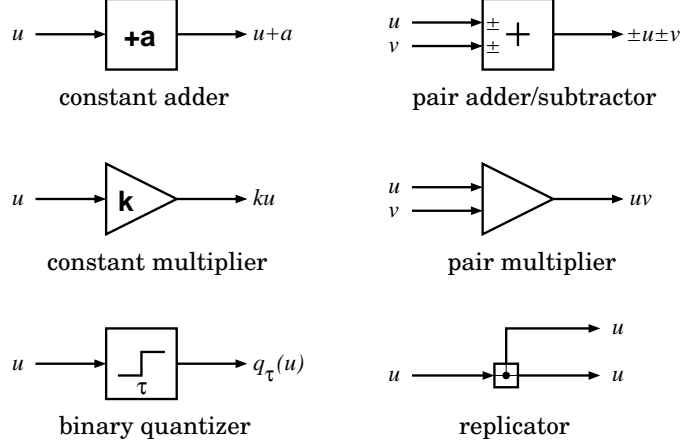 u +a u+a
constant adder
u ± + ±u±v
v ±
pair adder/subtractor
u k ku
constant multiplier
u uv
v
pair multiplier
u τ q_τ(u)
binary quantizer
u
u u
replicator